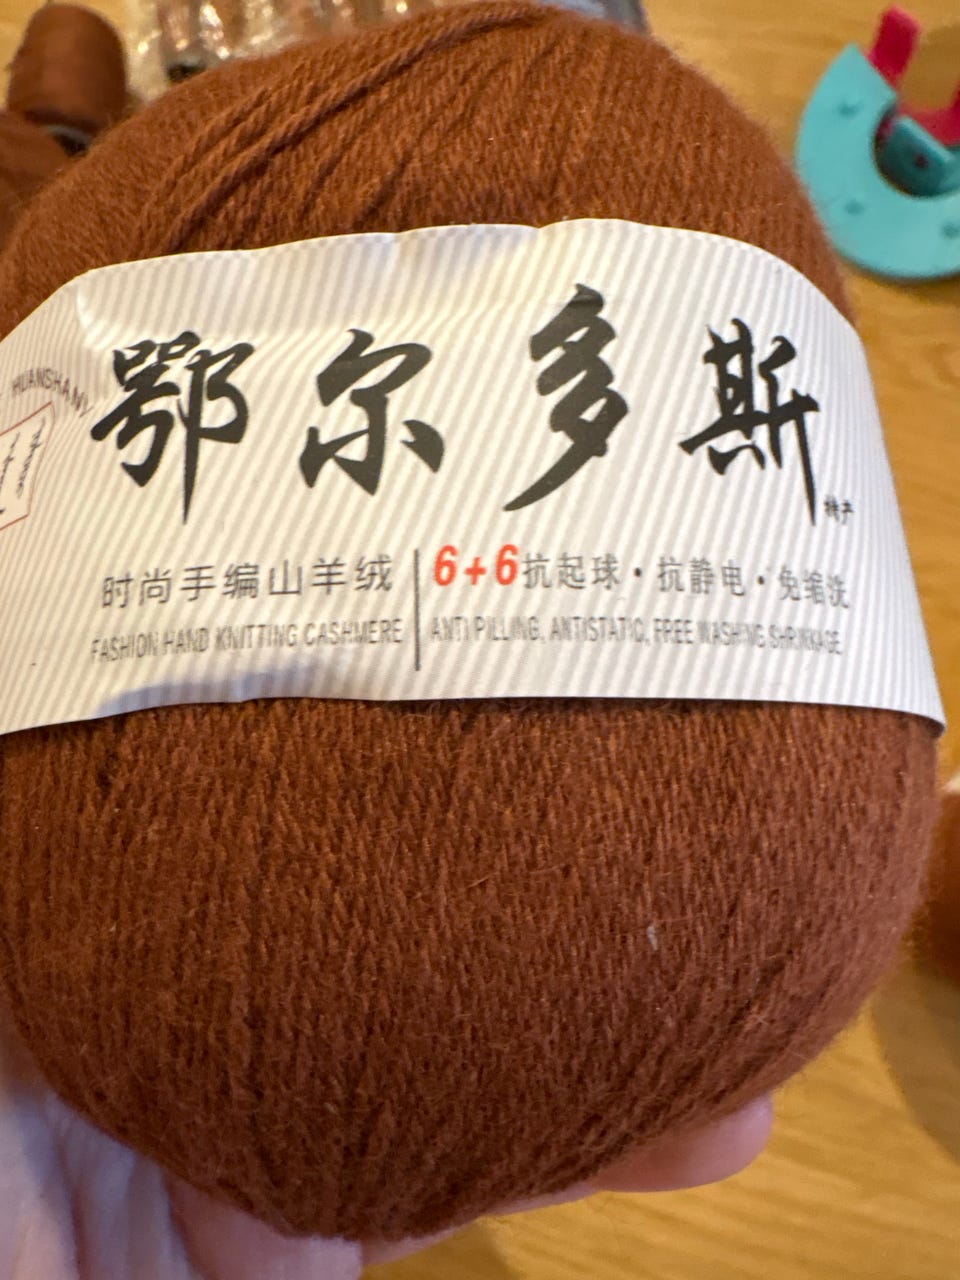 HUANSHAN
鄂尔多斯
特产
时尚手编山羊绒
6+6抗起球·抗静电·免缩洗
FASHION HAND KNITTING CASHMERE
ANTI PILLING, ANTISTATIC, FREE WASHING SHRINKAGE